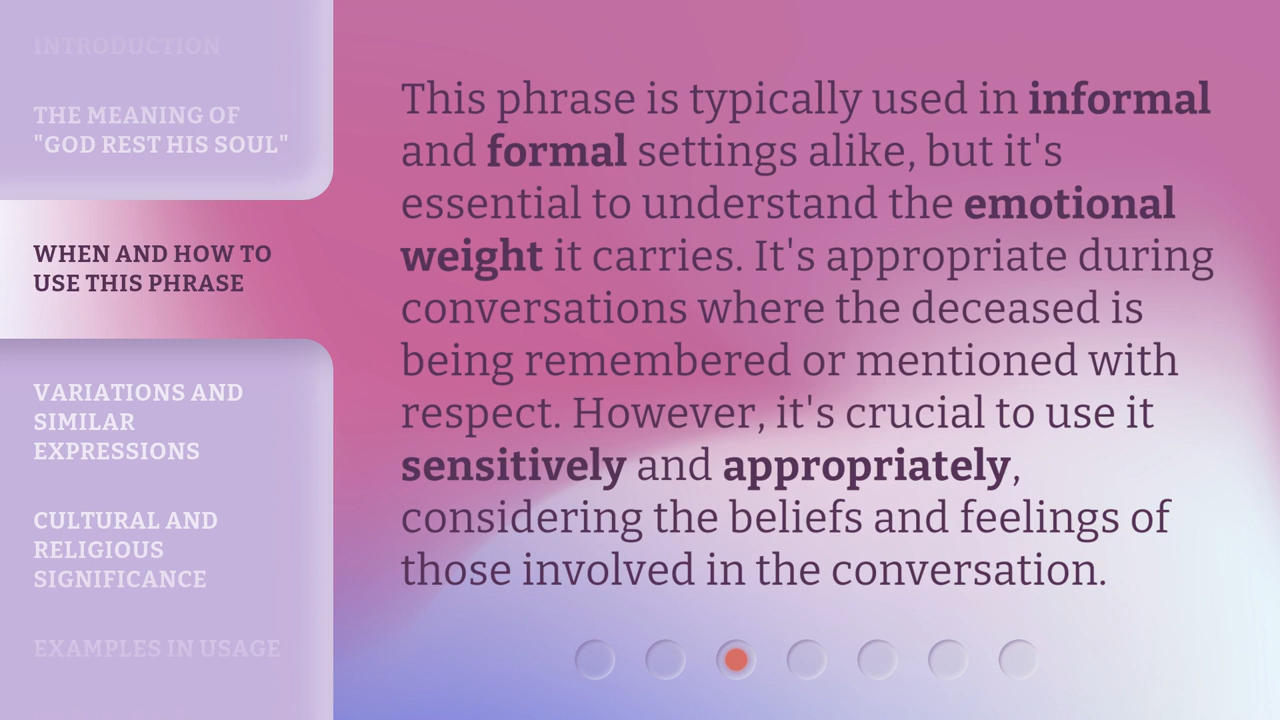 INTRODUCTION
THE MEANING OF
"GOD REST HIS SOUL"
WHEN AND HOW TO
USE THIS PHRASE
VARIATIONS AND
SIMILAR
EXPRESSIONS
CULTURAL AND
RELIGIOUS
SIGNIFICANCE
EXAMPLES IN USAGE
This phrase is typically used in informal
and formal settings alike, but it's
essential to understand the emotional
weight it carries. It's appropriate during
conversations where the deceased is
being remembered or mentioned with
respect. However, it's crucial to use it
sensitively and appropriately,
considering the beliefs and feelings of
those involved in the conversation.